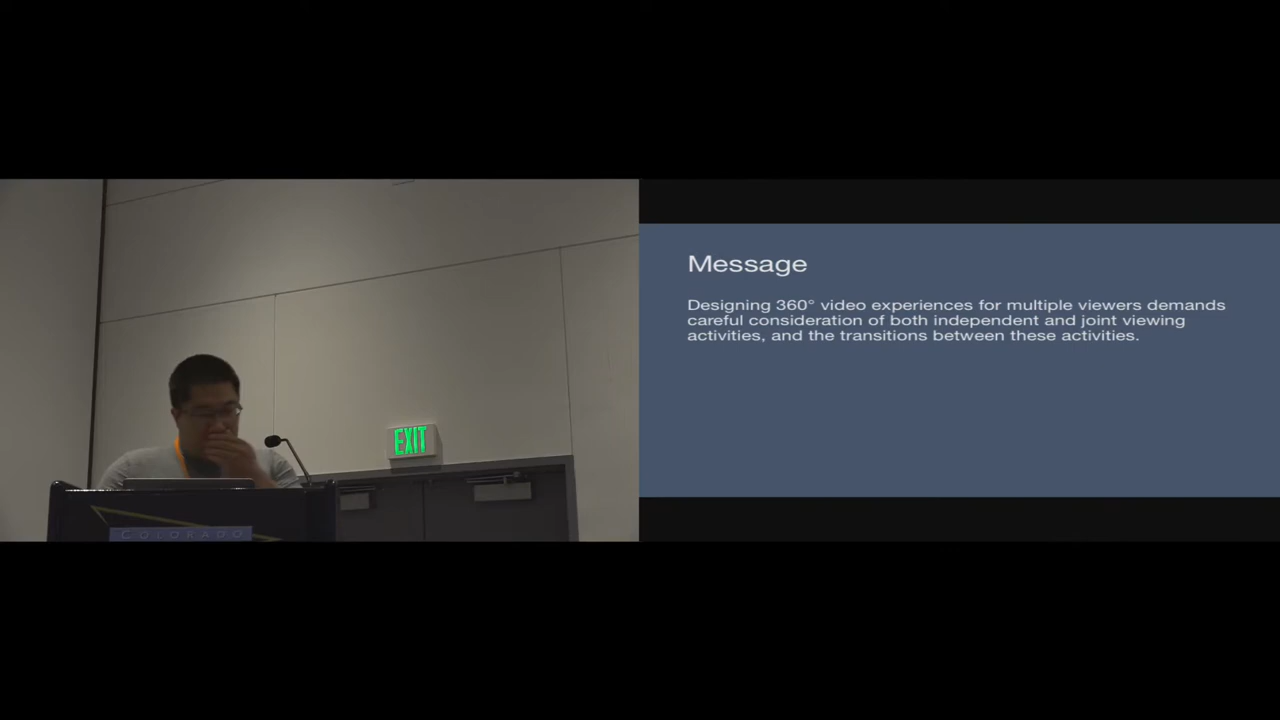 EXIT
COLORADO
Message
Designing 360° video experiences for multiple viewers demands
careful consideration of both independent and joint viewing
activities, and the transitions between these activities.